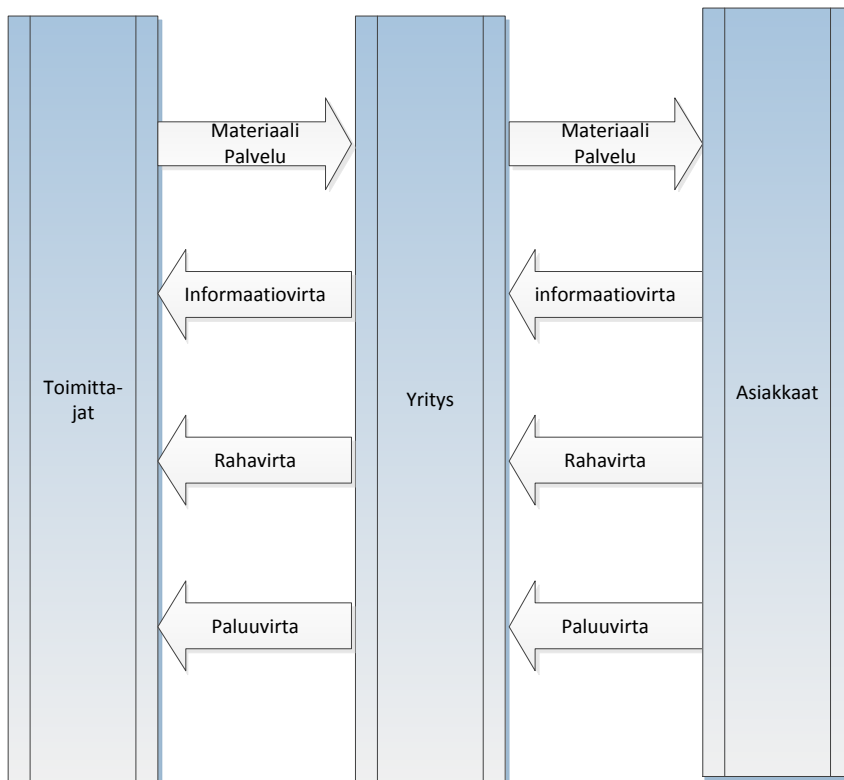 Materiaali
Palvelu
Materiaali
Palvelu
Informaatiovirta
informaatiovirta
Toimitta-
jat
Yritys
Asiakkaat
Rahavirta
Rahavirta
Paluuvirta
Paluuvirta